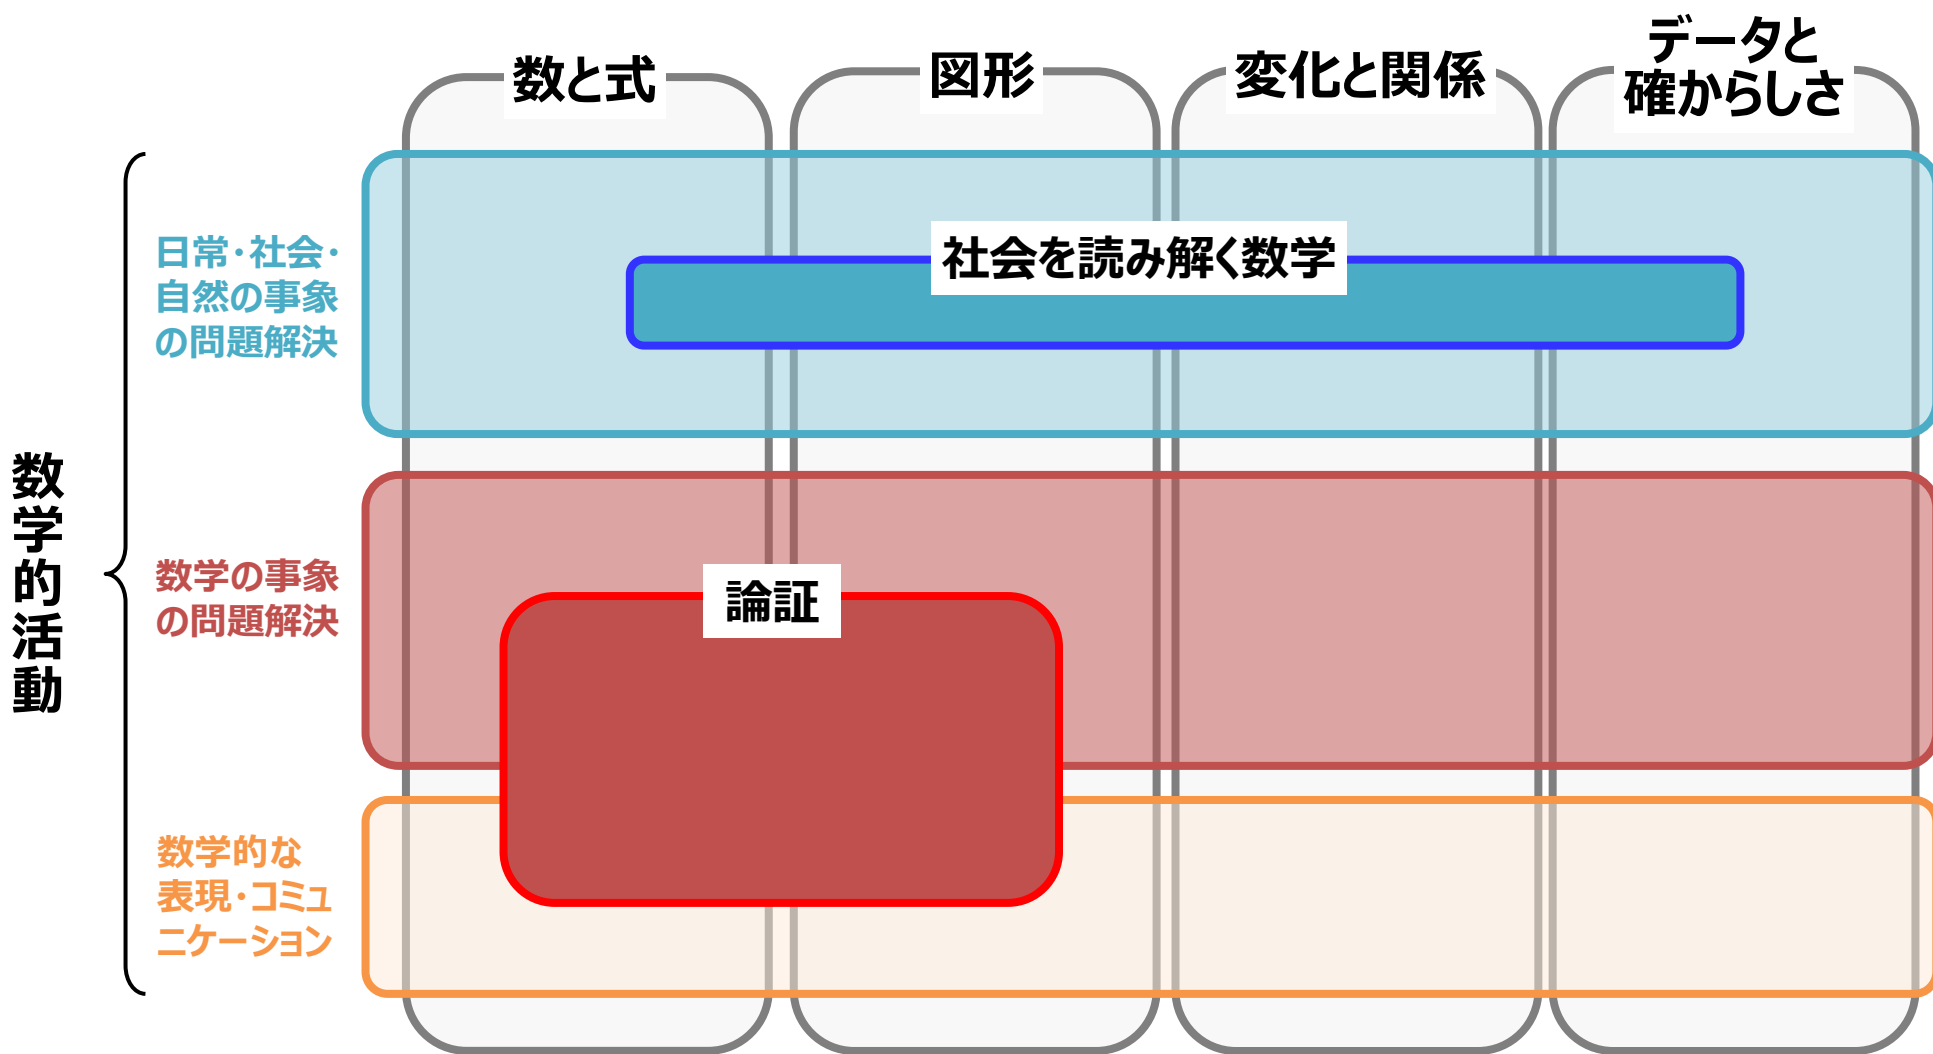 数と式
図形
変化と関係
データと
確からしさ
数学的活動
日常・社会・
自然の事象
の問題解決
社会を読み解く数学
数学の事象
の問題解決
論証
数学的な
表現・コミュ
ニケーション